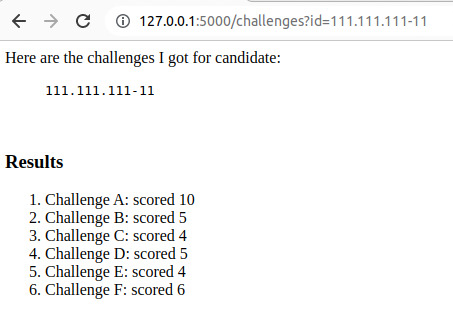 127.0.0.1:5000/challenges?id=111.111.111-11
Here are the challenges I got for candidate:
111.111.111-11
Results
1. Challenge A: scored 10
2. Challenge B: scored 5
3. Challenge C: scored 4
4. Challenge D: scored 5
5. Challenge E: scored 4
6. Challenge F: scored 6